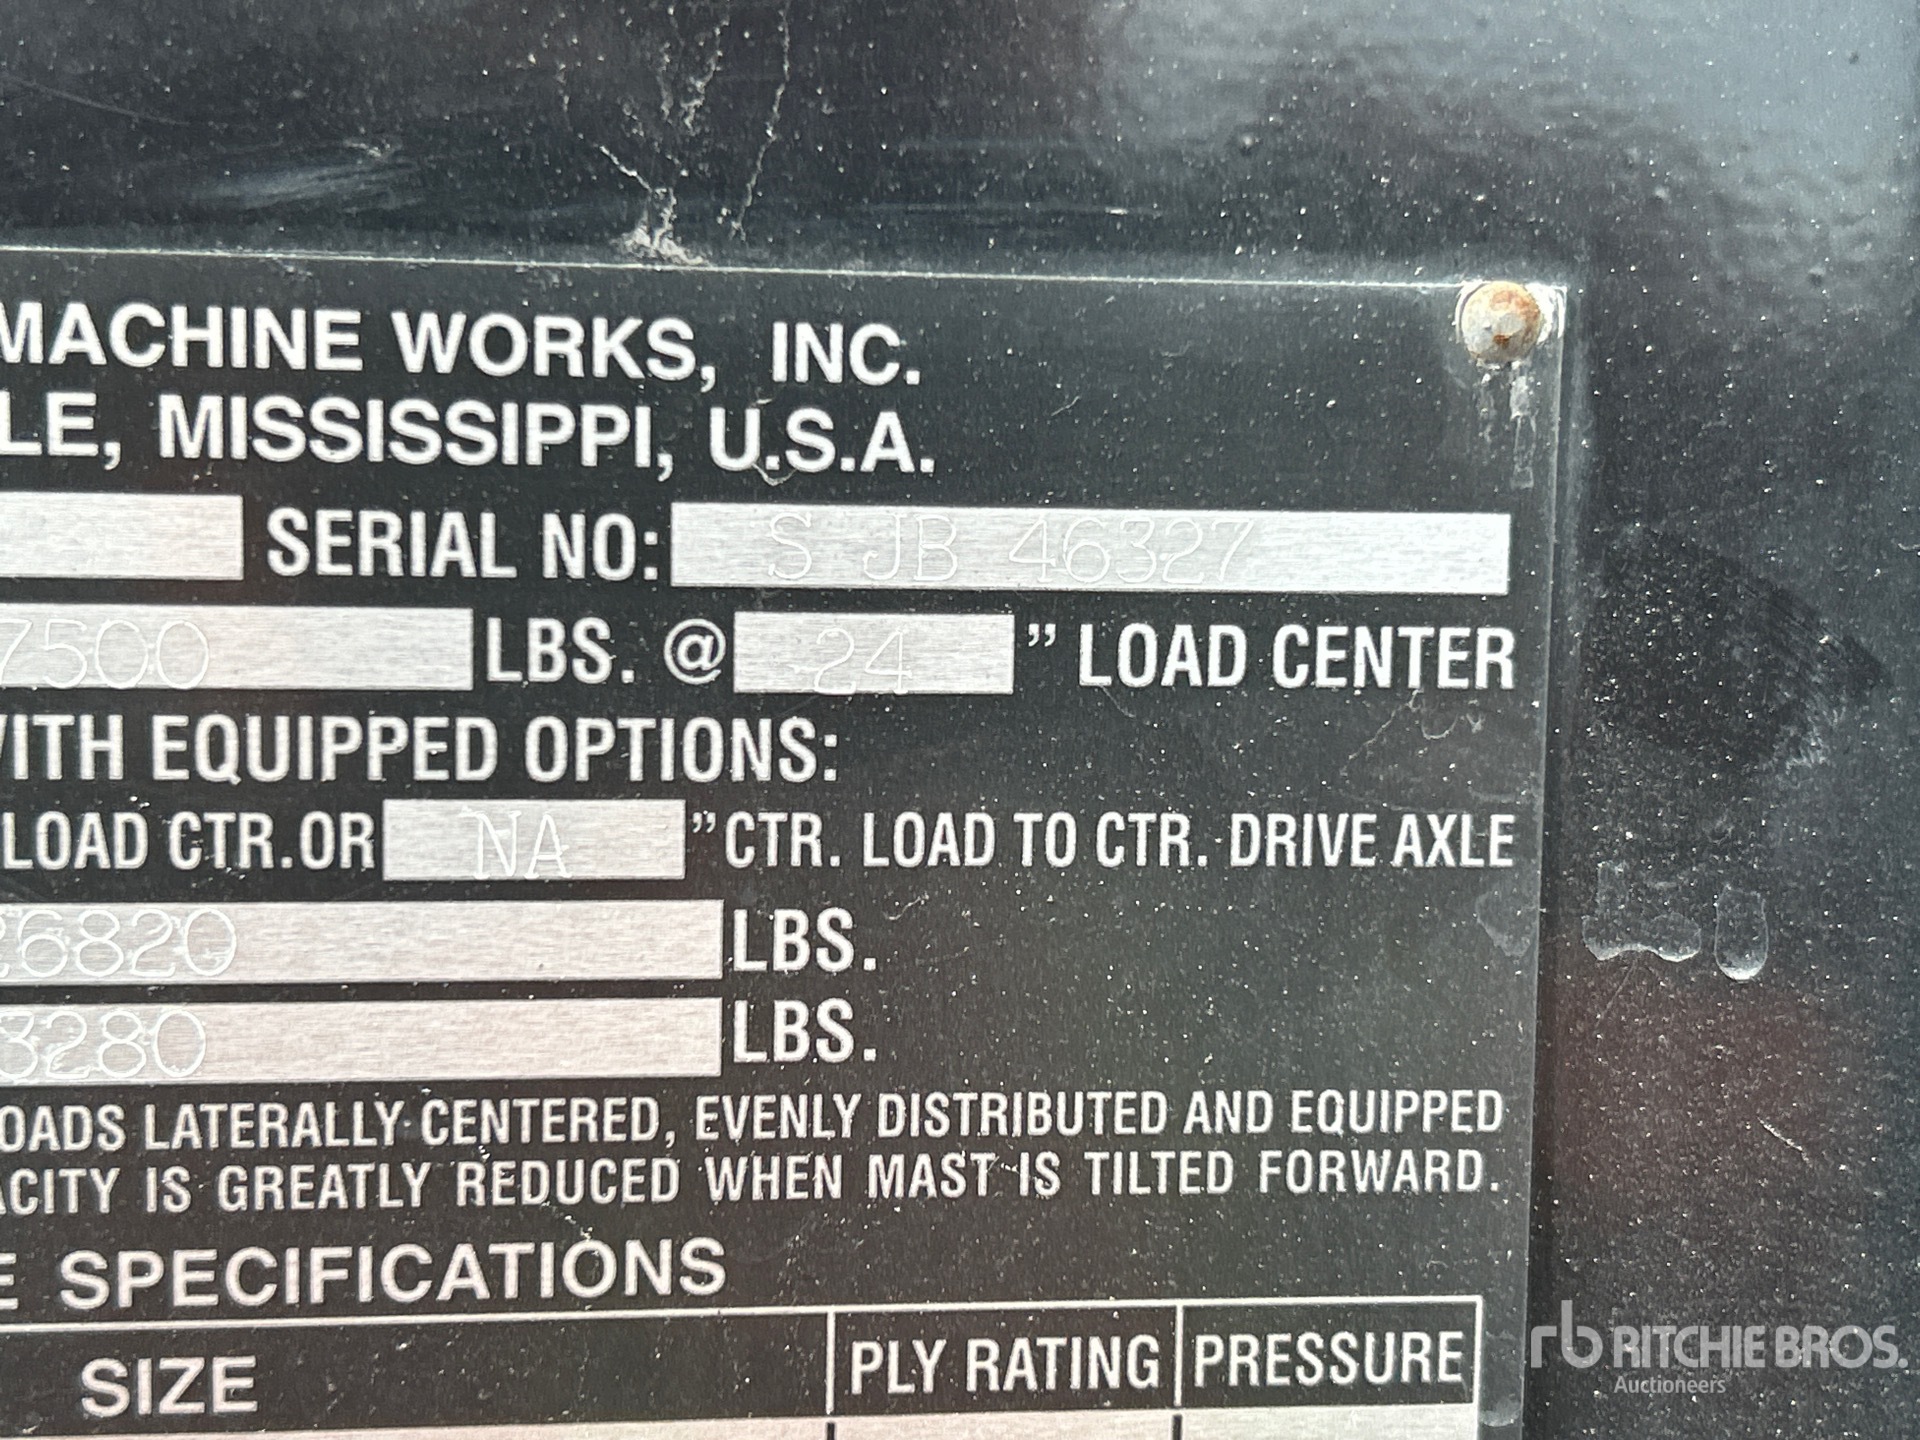 MACHINE WORKS, INC.
LE, MISSISSIPPI, U.S.A.
SERIAL NO: S JB 46327
7500 LBS. @ 24 " LOAD CENTER
ITH EQUIPPED OPTIONS:
LOAD CTR.OR NA "CTR. LOAD TO CTR. DRIVE AXLE
26820 LBS.
3280 LBS.
OADS LATERALLY CENTERED, EVENLY DISTRIBUTED AND EQUIPPED
ACITY IS GREATLY REDUCED WHEN MAST IS TILTED FORWARD.
E SPECIFICATIONS
SIZE PLY RATING PRESSURE
rb RITCHIE BROS.
Auctioneers